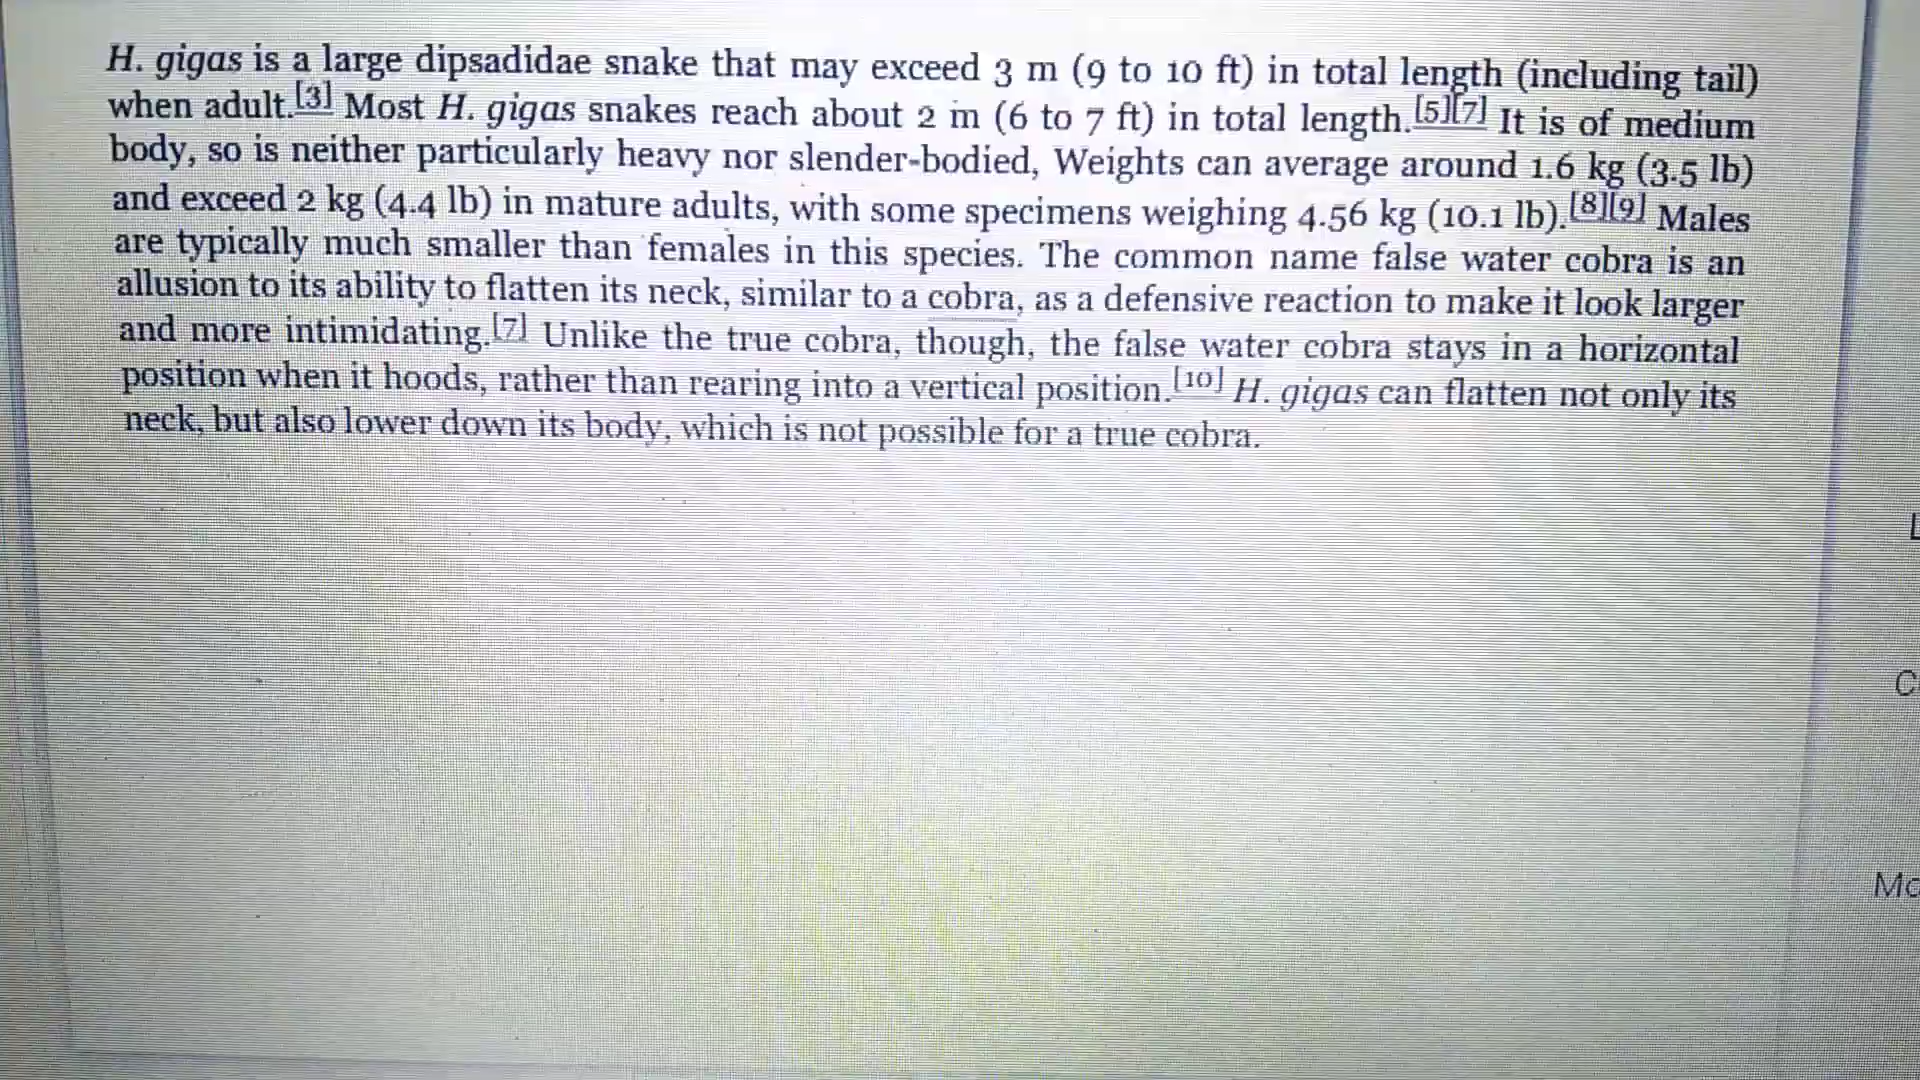 H. gigas is a large dipsadidae snake that may exceed 3 m (9 to 10 ft) in total length (including tail)
when adult.[3] Most H. gigas snakes reach about 2 m (6 to 7 ft) in total length.[5][7] It is of medium
body, so is neither particularly heavy nor slender-bodied, Weights can average around 1.6 kg (3.5 lb)
and exceed 2 kg (4.4 lb) in mature adults, with some specimens weighing 4.56 kg (10.1 lb).[8][9] Males
are typically much smaller than females in this species. The common name false water cobra is an
allusion to its ability to flatten its neck, similar to a cobra, as a defensive reaction to make it look larger
and more intimidating.[7] Unlike the true cobra, though, the false water cobra stays in a horizontal
position when it hoods, rather than rearing into a vertical position.[10] H. gigas can flatten not only its
neck, but also lower down its body, which is not possible for a true cobra.